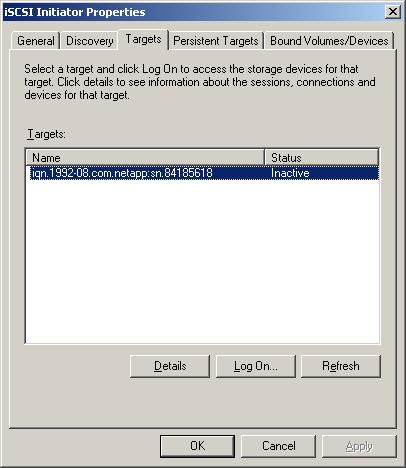 iSCSI Initiator Properties
General Discovery Targets Persistent Targets Bound Volumes/Devices
Select a target and click Log On to access the storage devices for that
target. Click details to see information about the sessions, connections and
devices for that target.
Targets:
Name Status
iqn.1992-08.com.netapp:sn.84185618 Inactive
Details Log On... Refresh
OK Cancel Apply